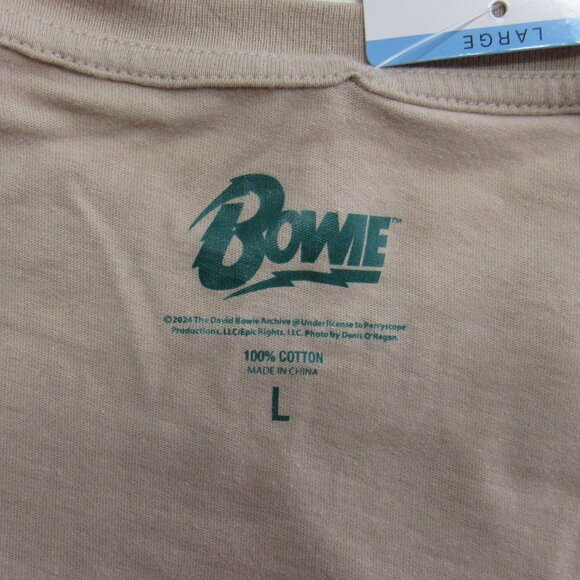 LARGE
BOWIE™
©2024 The David Bowie Archive @ Under license to Perryscope
Productions, LLC/Epic Rights, LLC. Photo by Denis O'Regan.
100% COTTON
MADE IN CHINA
L